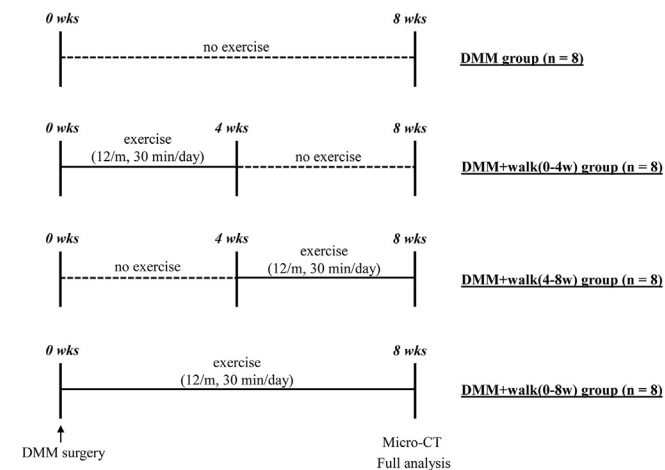 0 wks
8 wks
no exercise
DMM group (n = 8)
0 wks
4 wks
8 wks
exercise
(12/m, 30 min/day)
no exercise
DMM+walk(0-4w) group (n = 8)
0 wks
4 wks
8 wks
no exercise
exercise
(12/m, 30 min/day)
DMM+walk(4-8w) group (n = 8)
0 wks
8 wks
exercise
(12/m, 30 min/day)
DMM+walk(0-8w) group (n = 8)
DMM surgery
Micro-CT
Full analysis